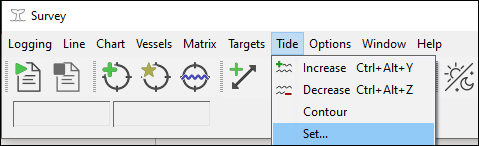 Survey
Logging Line Chart Vessels Matrix Targets Tide Options Window Help
Increase Ctrl+Alt+Y
Decrease Ctrl+Alt+Z
Contour
Set...